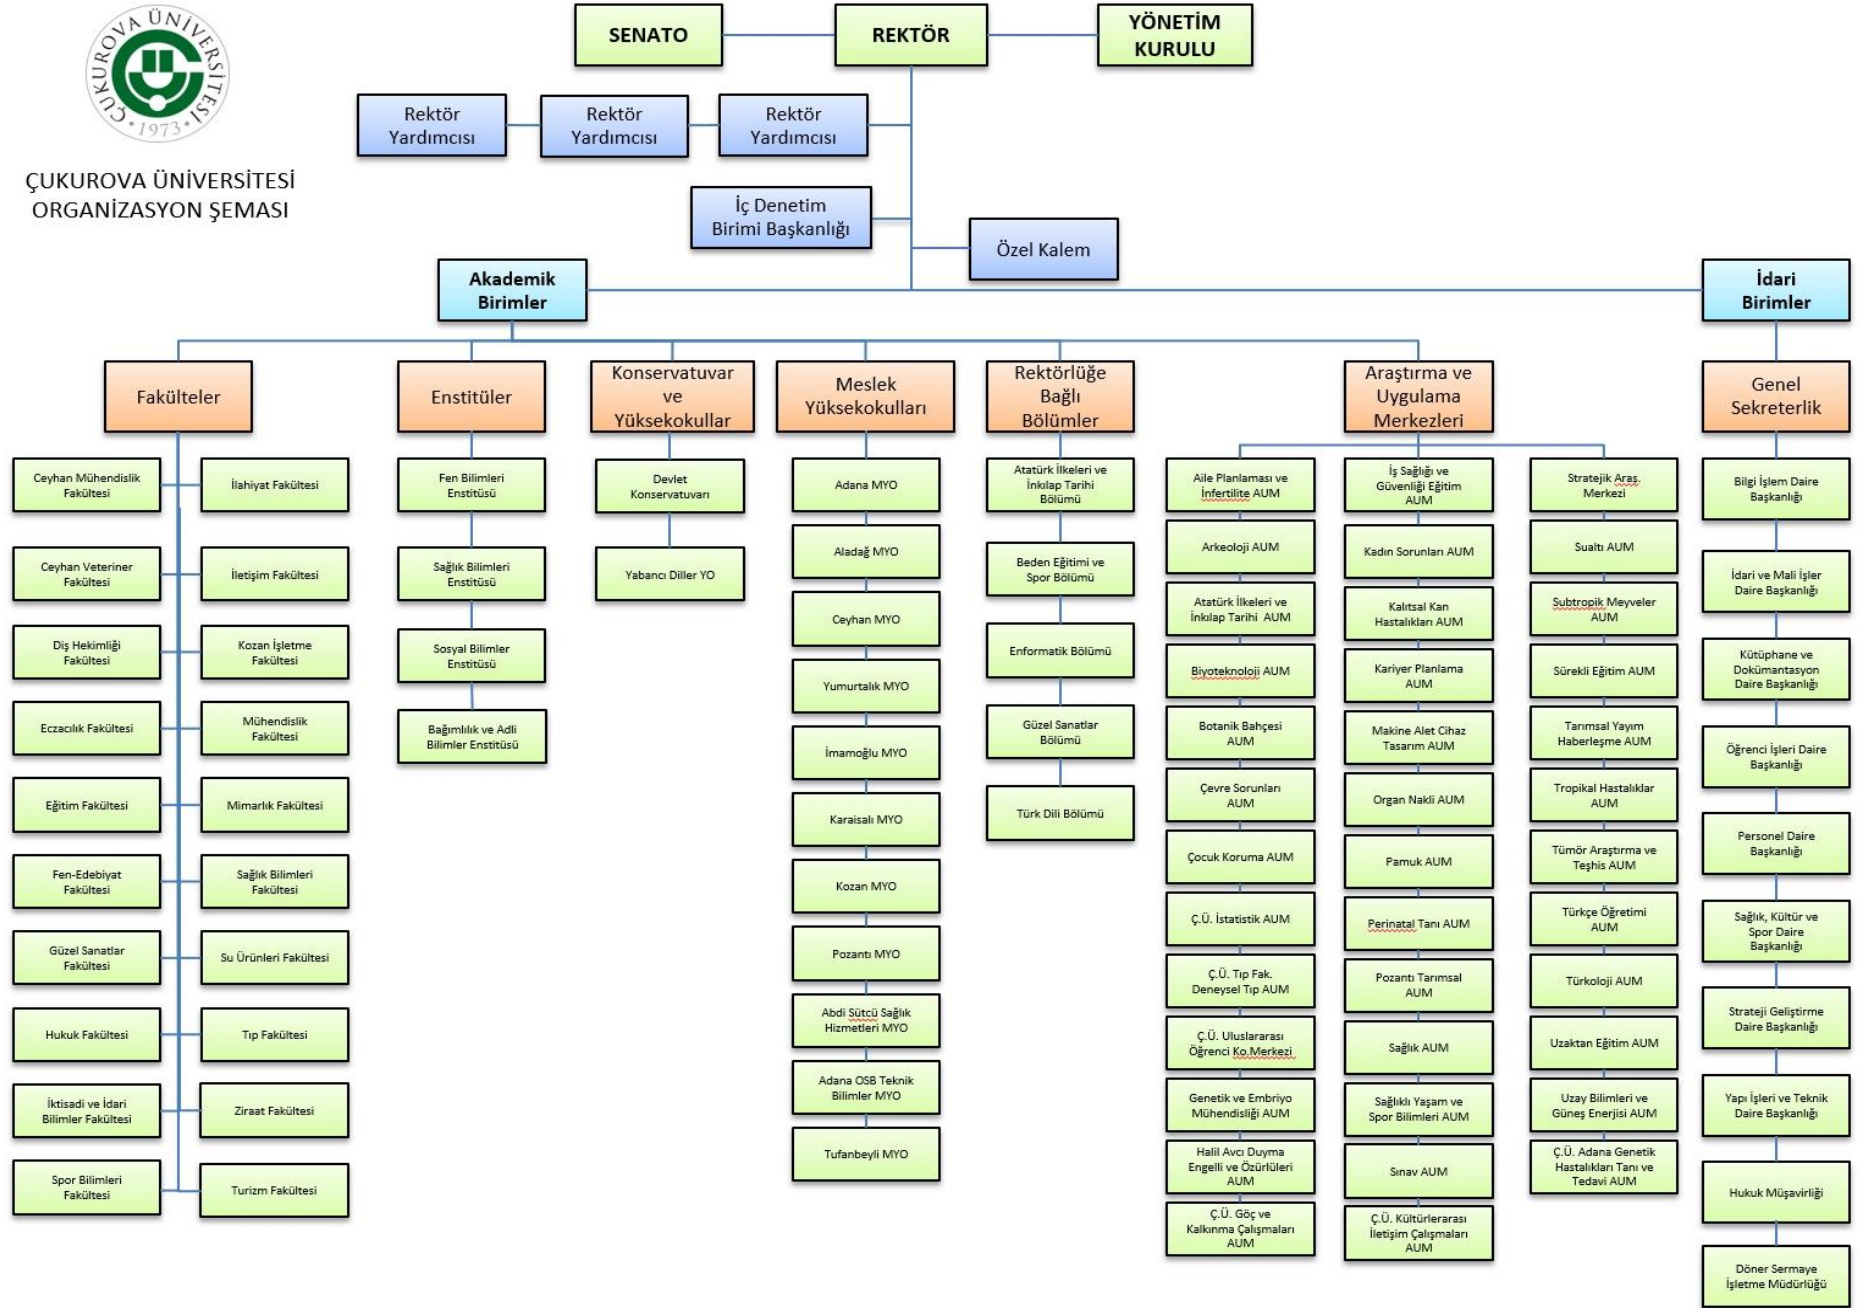 ÇUKUROVA ÜNİVERSİTESİ
•1973•
ÇUKUROVA ÜNİVERSİTESİ
ORGANİZASYON ŞEMASI
SENATO
REKTÖR
YÖNETİM
KURULU
Rektör
Yardımcısı
Rektör
Yardımcısı
Rektör
Yardımcısı
İç Denetim
Birimi Başkanlığı
Özel Kalem
Akademik
Birimler
İdari
Birimler
Fakülteler
Ceyhan Mühendislik
Fakültesi
İlahiyat Fakültesi
Ceyhan Veteriner
Fakültesi
İletişim Fakültesi
Diş Hekimliği
Fakültesi
Kozan İşletme
Fakültesi
Eczacılık Fakültesi
Mühendislik
Fakültesi
Eğitim Fakültesi
Mimarlık Fakültesi
Fen-Edebiyat
Fakültesi
Sağlık Bilimleri
Fakültesi
Güzel Sanatlar
Fakültesi
Su Ürünleri Fakültesi
Hukuk Fakültesi
Tıp Fakültesi
İktisadi ve İdari
Bilimler Fakültesi
Ziraat Fakültesi
Spor Bilimleri
Fakültesi
Turizm Fakültesi
Enstitüler
Fen Bilimleri
Enstitüsü
Sağlık Bilimleri
Enstitüsü
Sosyal Bilimler
Enstitüsü
Bağımlılık ve Adli
Bilimler Enstitüsü
Konservatuvar
ve
Yüksekokullar
Devlet
Konservatuvarı
Yabancı Diller YO
Meslek
Yüksekokulları
Adana MYO
Aladağ MYO
Ceyhan MYO
Yumurtalık MYO
İmamoğlu MYO
Karaisalı MYO
Kozan MYO
Pozantı MYO
Abdi Sütcü Sağlık
Hizmetleri MYO
Adana OSB Teknik
Bilimler MYO
Tufanbeyli MYO
Rektörlüğe
Bağlı
Bölümler
Atatürk İlkeleri ve
İnkılap Tarihi
Bölümü
Beden Eğitimi ve
Spor Bölümü
Enformatik Bölümü
Güzel Sanatlar
Bölümü
Türk Dili Bölümü
Araştırma ve
Uygulama
Merkezleri
Aile Planlaması ve
İnfertilite AUM
Arkeoloji AUM
Atatürk İlkeleri ve
İnkılap Tarihi AUM
Biyoteknoloji AUM
Botanik Bahçesi
AUM
Çevre Sorunları
AUM
Çocuk Koruma AUM
Ç.Ü. İstatistik AUM
Ç.Ü. Tıp Fak.
Deneysel Tıp AUM
Ç.Ü. Uluslararası
Öğrenci Ko.Merkezi
Genetik ve Embriyo
Mühendisliği AUM
Halil Avcı Duyma
Engelli ve Özürlüleri
AUM
Ç.Ü. Göç ve
Kalkınma Çalışmaları
AUM
İş Sağlığı ve
Güvenliği Eğitim
AUM
Kadın Sorunları AUM
Kalıtsal Kan
Hastalıkları AUM
Kariyer Planlama
AUM
Makine Alet Cihaz
Tasarım AUM
Organ Nakli AUM
Pamuk AUM
Perinatal Tanı AUM
Pozantı Tarımsal
AUM
Sağlık AUM
Sağlıklı Yaşam ve
Spor Bilimleri AUM
Sınav AUM
Ç.Ü. Kültürlerarası
İletişim Çalışmaları
AUM
Stratejik Araş.
Merkezi
Sualtı AUM
Subtropik Meyveler
AUM
Sürekli Eğitim AUM
Tarımsal Yayım
Haberleşme AUM
Tropikal Hastalıklar
AUM
Tümör Araştırma ve
Teşhis AUM
Türkçe Öğretimi
AUM
Türkoloji AUM
Uzaktan Eğitim AUM
Uzay Bilimleri ve
Güneş Enerjisi AUM
Ç.Ü. Adana Genetik
Hastalıkları Tanı ve
Tedavi AUM
Genel
Sekreterlik
Bilgi İşlem Daire
Başkanlığı
İdari ve Mali İşler
Daire Başkanlığı
Kütüphane ve
Dokümantasyon
Daire Başkanlığı
Öğrenci İşleri Daire
Başkanlığı
Personel Daire
Başkanlığı
Sağlık, Kültür ve
Spor Daire
Başkanlığı
Strateji Geliştirme
Daire Başkanlığı
Yapı İşleri ve Teknik
Daire Başkanlığı
Hukuk Müşavirliği
Döner Sermaye
İşletme Müdürlüğü